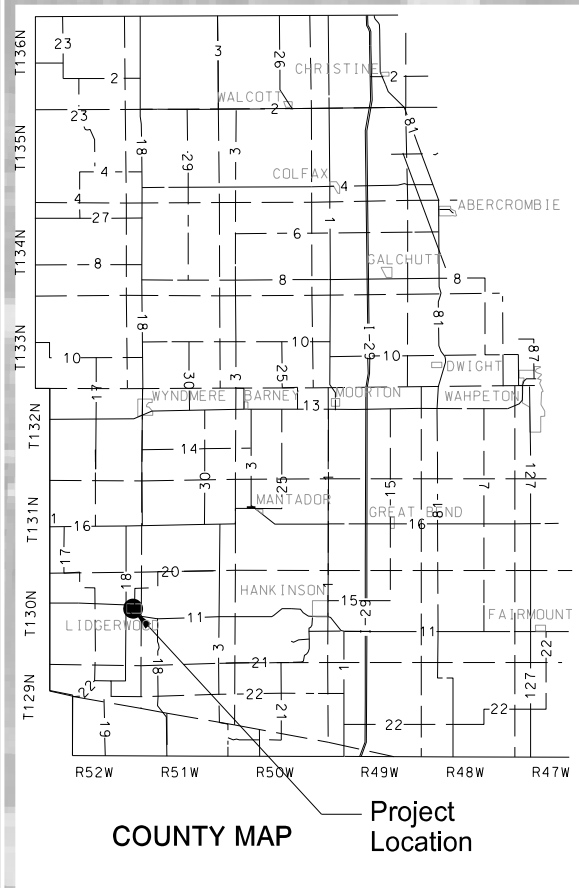 T136N
T135N
T134N
T133N
T132N
T131N
T130N
T129N
23
3
26
CHRISTINE
2
2
WALCOTT
2
23
81
18
29
3
4
COLFAX
4
4
1
27
ABERCROMBIE
6
8
GALCHUTT
8
8
18
I-29
81
10
10
10
87
DWIGHT
17
30
3
25
WYNDMERE
BARNEY
MOORTON
WAHPETON
13
14
3
30
25
15
7
127
MANTADOR
1
16
GREAT BEND
16
81
17
18
20
HANKINSON
15
I-29
LIDGERWOOD
11
11
FAIRMOUNT
18
3
21
1
22
22
22
127
19
21
22
R52W R51W R50W R49W R48W R47W
COUNTY MAP
Project
Location